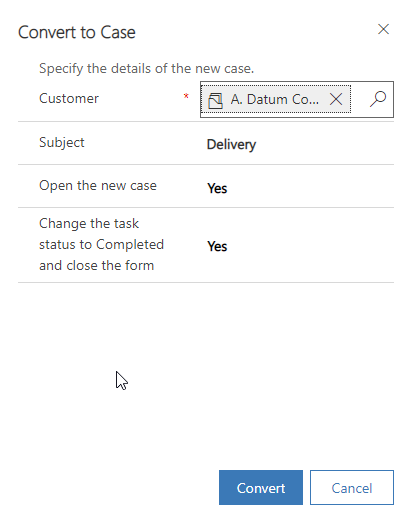 Convert to Case
Specify the details of the new case.
Customer * A. Datum Co...
Subject Delivery
Open the new case Yes
Change the task
status to Completed Yes
and close the form
Convert Cancel